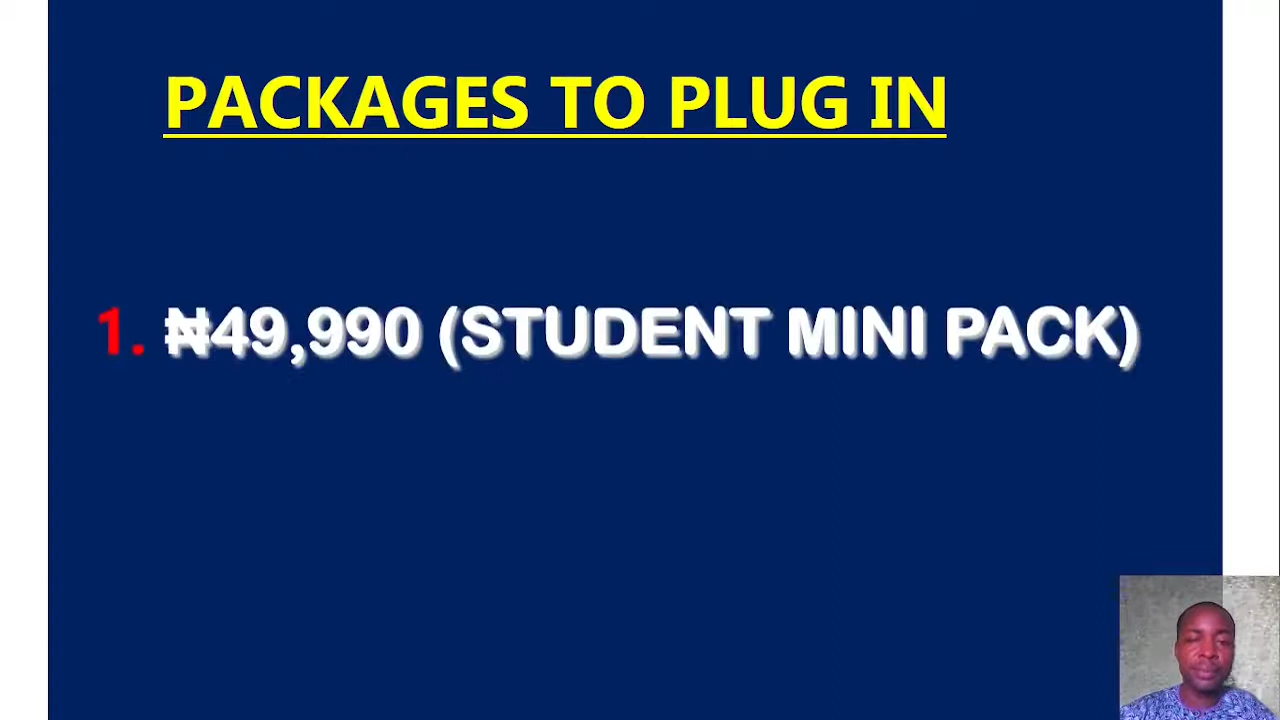 PACKAGES TO PLUG IN
1. ₦49,990 (STUDENT MINI PACK)